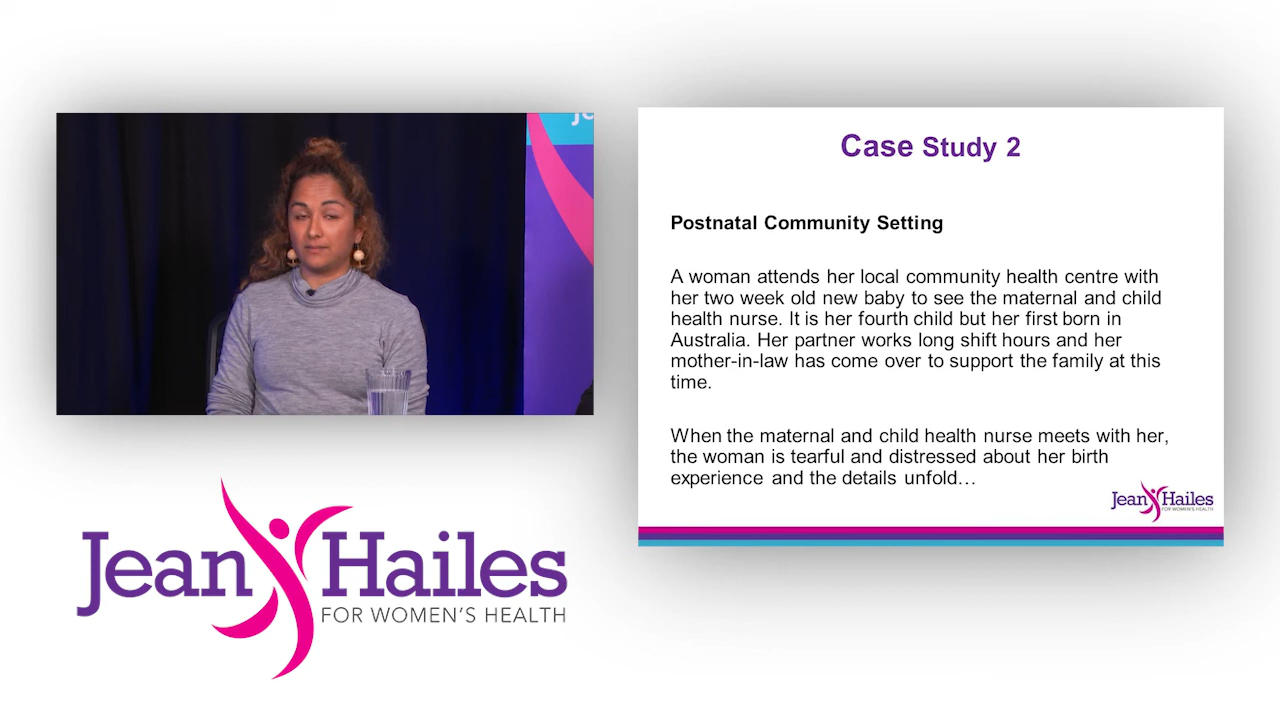 Je
Case Study 2
Postnatal Community Setting
A woman attends her local community health centre with
her two week old new baby to see the maternal and child
health nurse. It is her fourth child but her first born in
Australia. Her partner works long shift hours and her
mother-in-law has come over to support the family at this
time.
When the maternal and child health nurse meets with her,
the woman is tearful and distressed about her birth
experience and the details unfold…
Jean Hailes
FOR WOMEN'S HEALTH
Jean Hailes
FOR WOMEN'S HEALTH